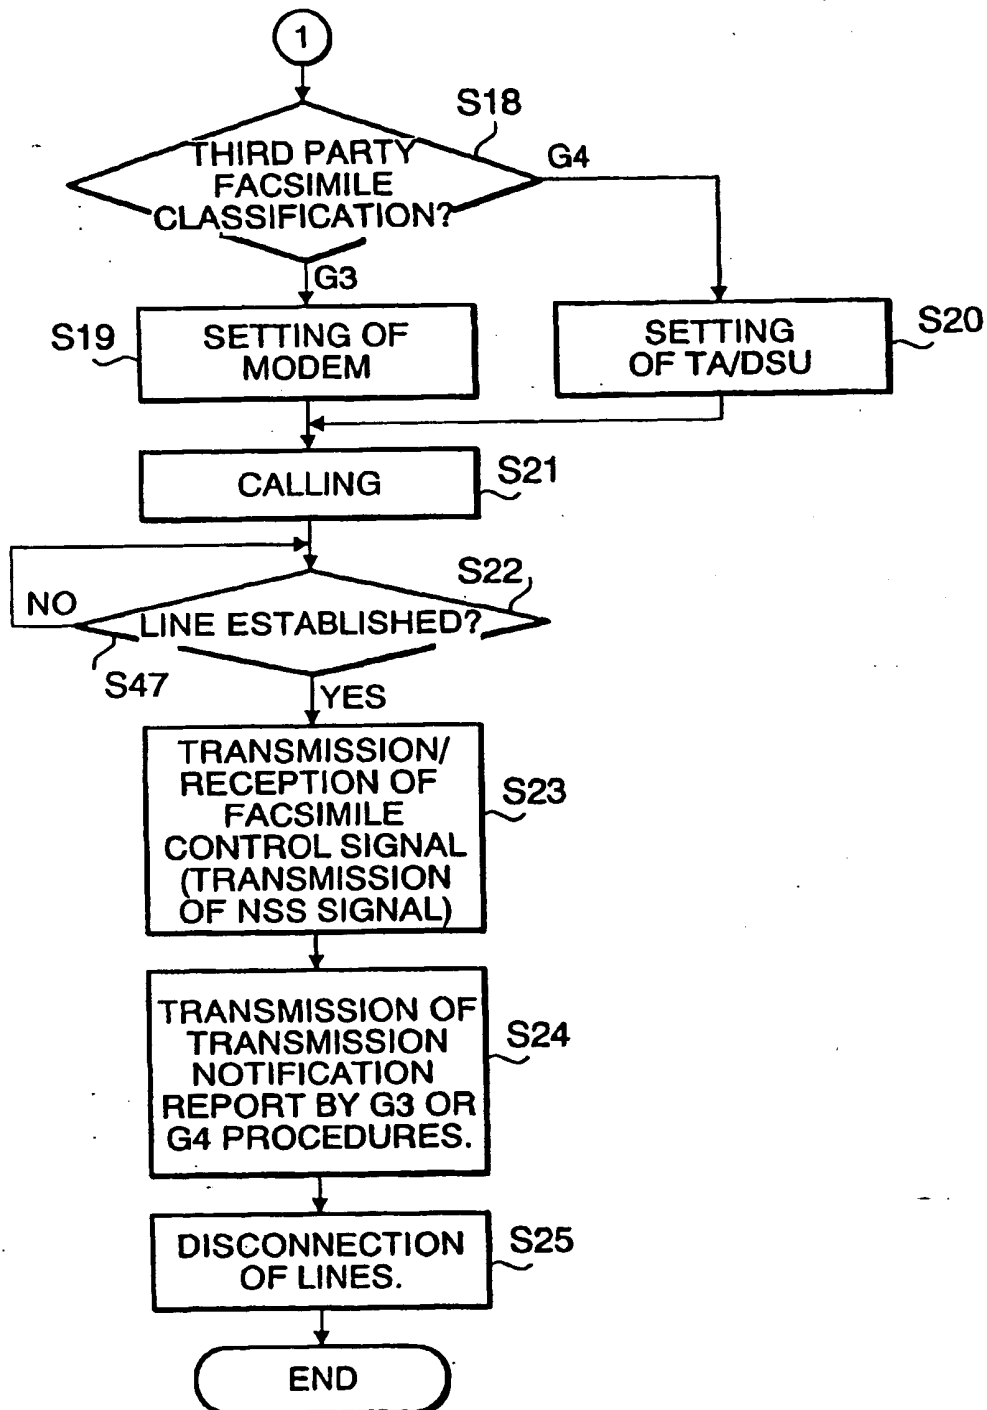 1
S18
THIRD PARTY
FACSIMILE
CLASSIFICATION?
G4
G3
S19
SETTING OF
MODEM
SETTING
OF TA/DSU
S20
CALLING
S21
S22
NO
LINE ESTABLISHED?
S47
YES
TRANSMISSION/
RECEPTION OF
FACSIMILE
CONTROL SIGNAL
(TRANSMISSION
OF NSS SIGNAL)
S23
TRANSMISSION OF
TRANSMISSION
NOTIFICATION
REPORT BY G3 OR
G4 PROCEDURES.
S24
DISCONNECTION
OF LINES.
S25
END